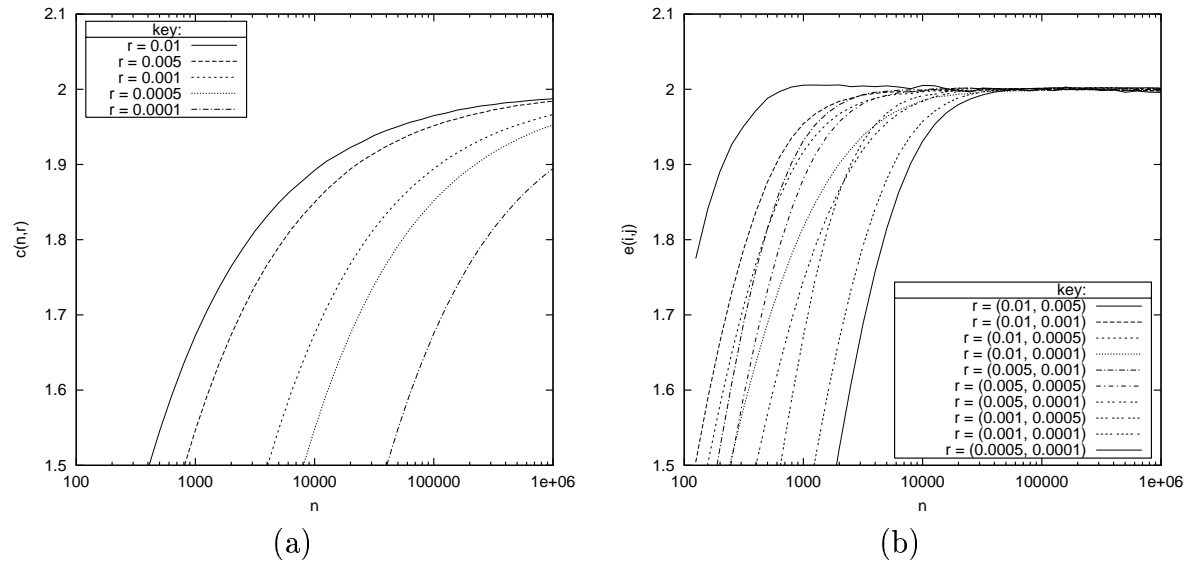 2.1
2
1.9
1.8
1.7
1.6
1.5
c(n,r)
key:
r = 0.01
r = 0.005
r = 0.001
r = 0.0005
r = 0.0001
100
1000
10000
100000
1e+06
n
(a)
2.1
2
1.9
1.8
1.7
1.6
1.5
e(i,j)
key:
r = (0.01, 0.005)
r = (0.01, 0.001)
r = (0.01, 0.0005)
r = (0.01, 0.0001)
r = (0.005, 0.001)
r = (0.005, 0.0005)
r = (0.005, 0.0001)
r = (0.001, 0.0005)
r = (0.001, 0.0001)
r = (0.0005, 0.0001)
100
1000
10000
100000
1e+06
n
(b)